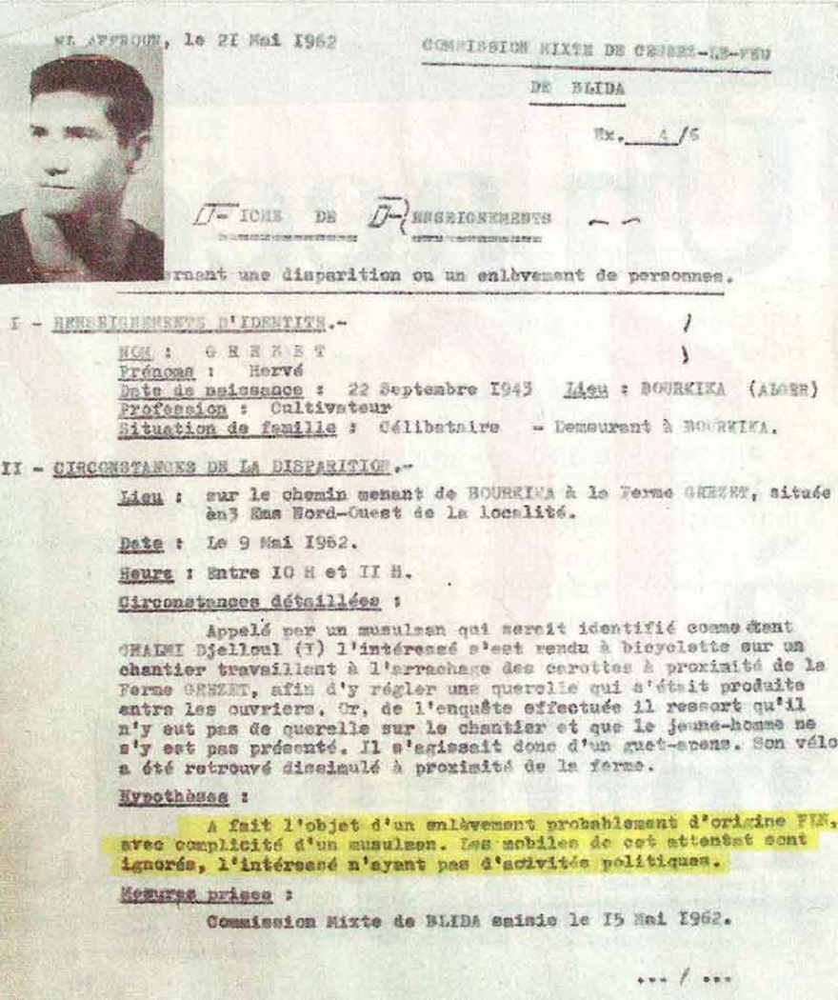 EL AFFROUN, le 2I Mai I962
COMMISSION MIXTE DE CESSEZ-LE-FEU
DE BLIDA
Ex. 4 /6
FICHE DE RENSEIGNEMENTS
ernant une disparition ou un enlèvement de personnes.
I - RENSEIGNEMENTS D'IDENTITE.-
NOM : G R E Z E T
Prénoms : Hervé
Date de naissance : 22 Septembre I943 Lieu : BOURKIKA (ALGER)
Profession : Cultivateur
Situation de famille : Célibataire - Demeurant à BOURKIKA.
II - CIRCONSTANCES DE LA DISPARITION.-
Lieu : sur le chemin menant de BOURKIKA à la Ferme GREZET, située
àn3 Kms Nord-Ouest de la localité.
Date : Le 9 Mai I962.
Heure : Entre IO H et II H.
Circonstances détaillées :
Appelé par un musulman qui serait identifié comme étant
GHALMI Djelloul (I) l'intéressé s'est rendu à bicyclette sur un
chantier travaillant à l'arrachage des carottes à proximité de la
Ferme GREZET, afin d'y régler une querelle qui s'était produite
entre les ouvriers. Or, de l'enquête effectuée il ressort qu'il
n'y eut pas de querelle sur le chantier et que le jeune-homme ne
s'y est pas présenté. Il s'agissait donc d'un guet-apens. Son vélo
a été retrouvé dissimulé à proximité de la ferme.
Hypothèses :
A fait l'objet d'un enlèvement probablement d'origine FLN,
avec complicité d'un musulman. Les mobiles de cet attentat sont
ignorés, l'intéressé n'ayant pas d'activités politiques.
Mesures prises :
Commission Mixte de BLIDA saisie le I5 Mai I962.
... / ...